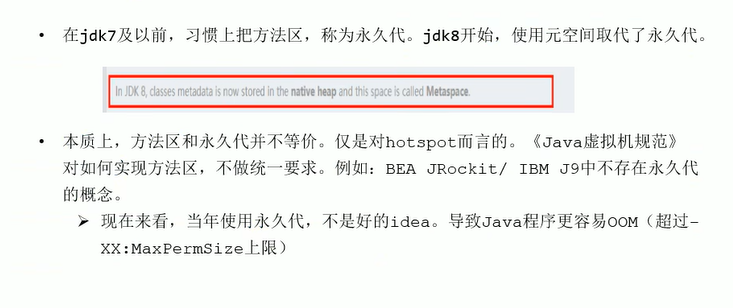 • 在jdk7及以前，习惯上把方法区，称为永久代。jdk8开始，使用元空间取代了永久代。
In JDK 8, classes metadata is now stored in the native heap and this space is called Metaspace.
• 本质上，方法区和永久代并不等价。仅是对hotspot而言的。《Java虚拟机规范》
对如何实现方法区，不做统一要求。例如：BEA JRockit/ IBM J9中不存在永久代
的概念。
➢ 现在来看，当年使用永久代，不是好的idea。导致Java程序更容易OOM（超过-
XX:MaxPermSize上限）